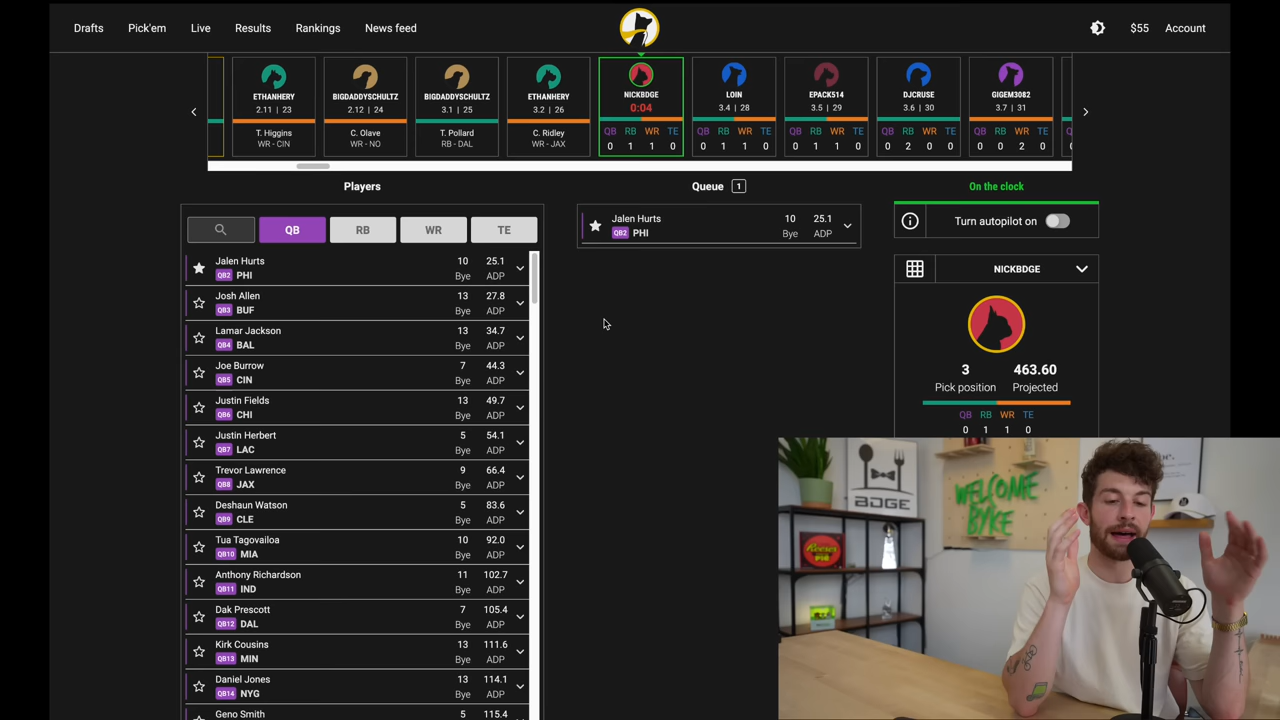 Drafts Pick'em Live Results Rankings News feed $55 Account
ETHANHERY BIGDADDYSCHULTZ BIGDADDYSCHULTZ ETHANHERY NICKBDGE LOIN EPACK514 DJCRUSE GIGEM3082
2.11 | 23 2.12 | 24 3.1 | 25 3.2 | 26 0:04 3.4 | 28 3.5 | 29 3.6 | 30 3.7 | 31
T. Higgins C. Olave T. Pollard C. Ridley QB RB WR TE QB RB WR TE QB RB WR TE QB RB WR TE QB RB WR TE
WR - CIN WR - NO RB - DAL WR - JAX 0 1 1 0 0 1 1 0 0 1 1 0 0 2 0 0 0 0 2 0
Players
QB RB WR TE
Jalen Hurts 10 25.1
QB2 PHI Bye ADP
Josh Allen 13 27.8
QB3 BUF Bye ADP
Lamar Jackson 13 34.7
QB4 BAL Bye ADP
Joe Burrow 7 44.3
QB5 CIN Bye ADP
Justin Fields 13 49.7
QB6 CHI Bye ADP
Justin Herbert 5 54.1
QB7 LAC Bye ADP
Trevor Lawrence 9 66.4
QB8 JAX Bye ADP
Deshaun Watson 5 83.6
QB9 CLE Bye ADP
Tua Tagovailoa 10 92.0
QB10 MIA Bye ADP
Anthony Richardson 11 102.7
QB11 IND Bye ADP
Dak Prescott 7 105.4
QB12 DAL Bye ADP
Kirk Cousins 13 111.6
QB13 MIN Bye ADP
Daniel Jones 13 114.1
QB14 NYG Bye ADP
Geno Smith 5 115.4
Queue 1
Jalen Hurts 10 25.1
QB2 PHI Bye ADP
On the clock
Turn autopilot on
NICKBDGE
3 463.60
Pick position Projected
QB RB WR TE
0 1 1 0
BDGE
WELCOME
BYKE
Reese's